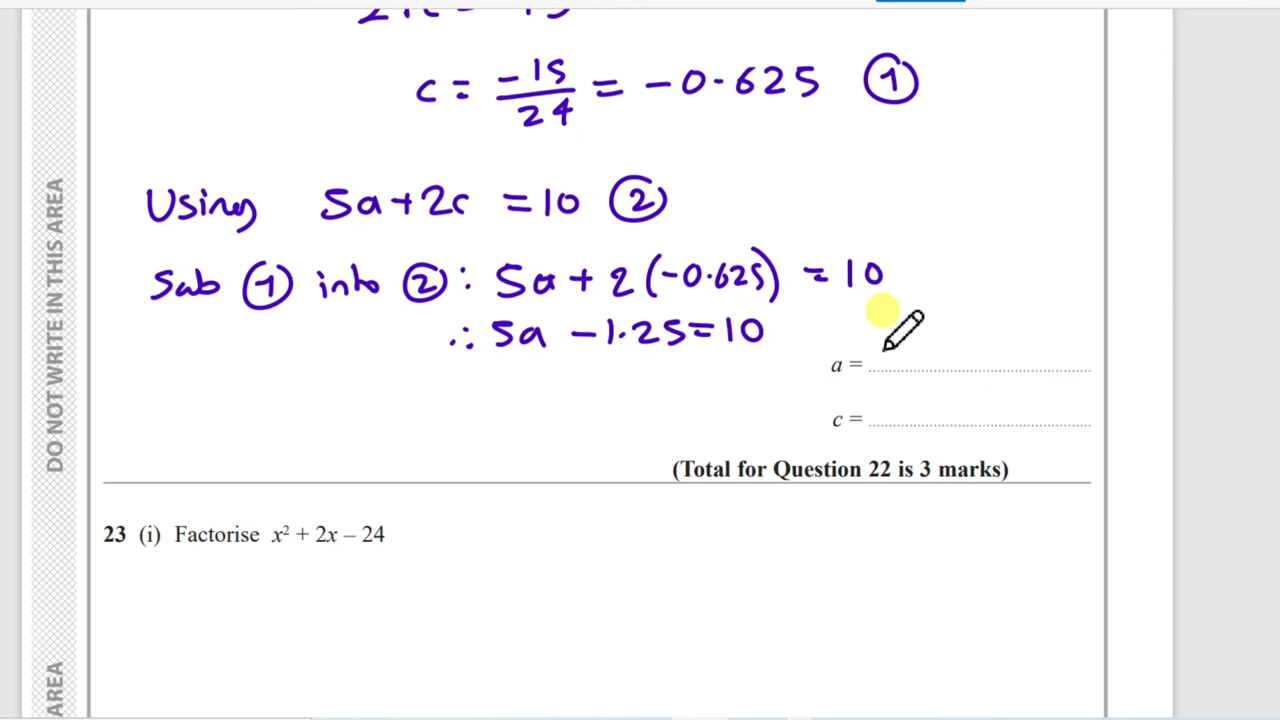 c = -15/24 = -0.625 ①
Using 5a+2c = 10 ②
Sub ① into ②: 5a + 2(-0.625) = 10
∴ 5a - 1.25 = 10
a =
c =
(Total for Question 22 is 3 marks)
23 (i) Factorise x² + 2x – 24
DO NOT WRITE IN THIS AREA
AREA